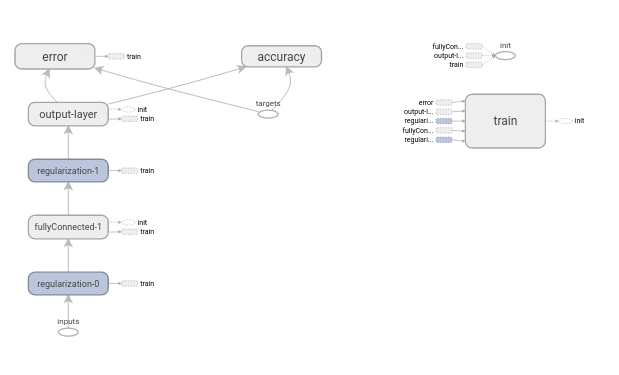 error
train
accuracy
targets
output-layer
init
train
regularization-1
train
fullyConnected-1
init
train
regularization-0
train
inputs
fullyCon...
output-l...
train
init
error
output-l...
regulari...
fullyCon...
regulari...
train
init